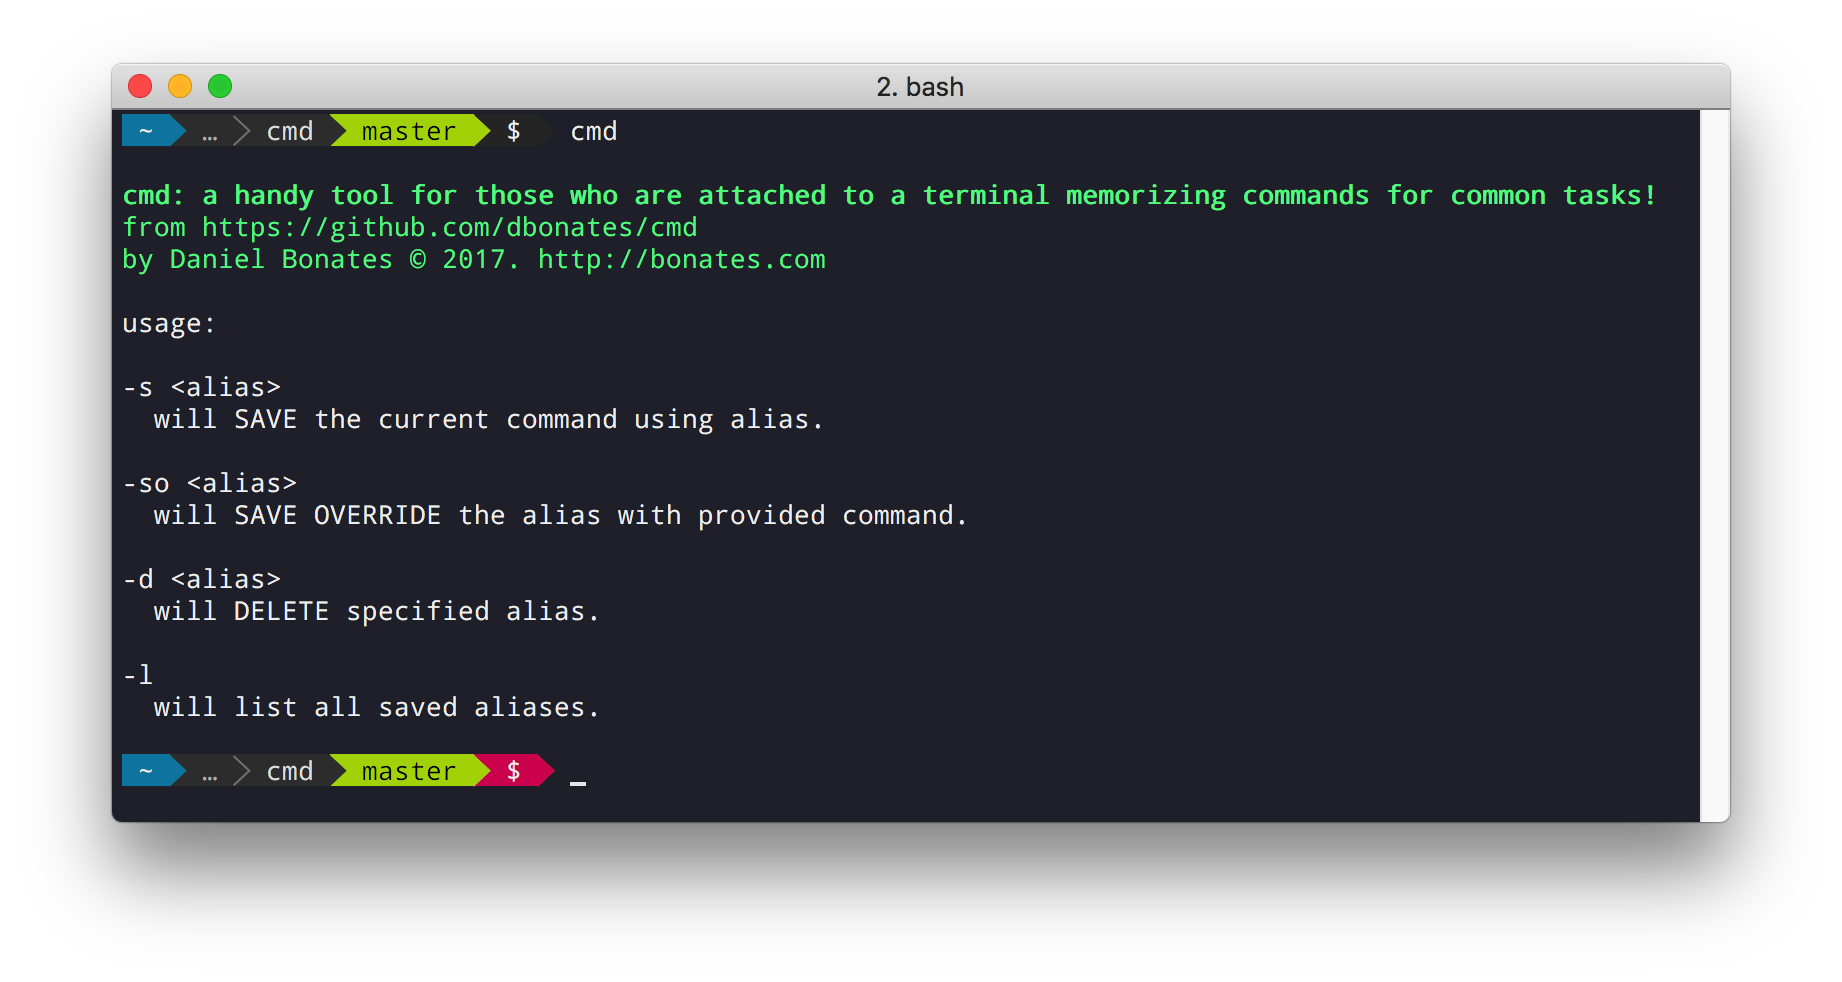 2. bash
~ … cmd master $ cmd
cmd: a handy tool for those who are attached to a terminal memorizing commands for common tasks!
from https://github.com/dbonates/cmd
by Daniel Bonates © 2017. http://bonates.com
usage:
-s <alias>
will SAVE the current command using alias.
-so <alias>
will SAVE OVERRIDE the alias with provided command.
-d <alias>
will DELETE specified alias.
-l
will list all saved aliases.
~ … cmd master $ _